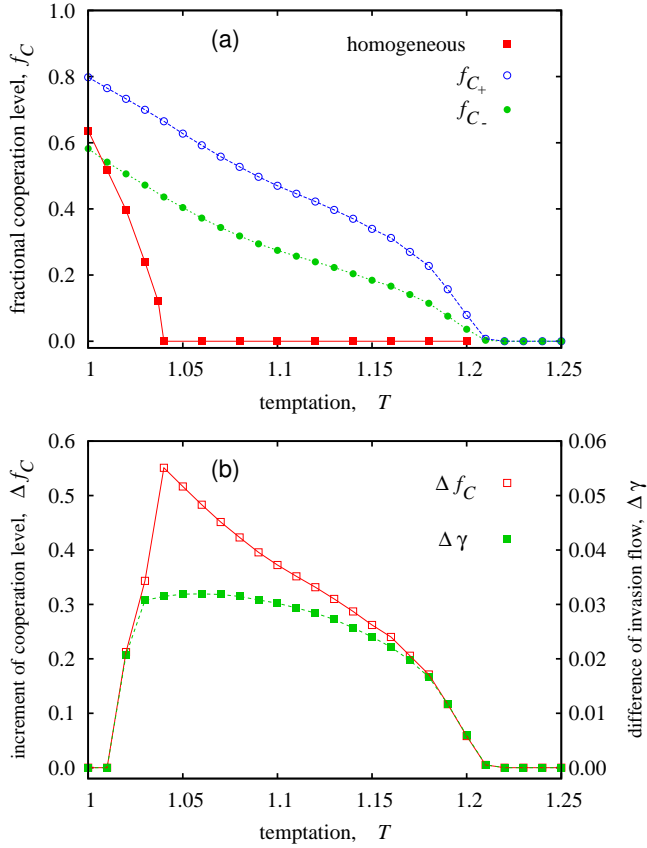 (a)
homogeneous
f_{C_+}
f_{C_-}
fractional cooperation level, f_C
1.0
0.8
0.6
0.4
0.2
0.0
1 1.05 1.1 1.15 1.2 1.25
temptation, T
(b)
Δ f_C
Δ γ
increment of cooperation level, Δ f_C
0.6
0.5
0.4
0.3
0.2
0.1
0.0
0.06
0.05
0.04
0.03
0.02
0.01
0.00
difference of invasion flow, Δ γ
1 1.05 1.1 1.15 1.2 1.25
temptation, T